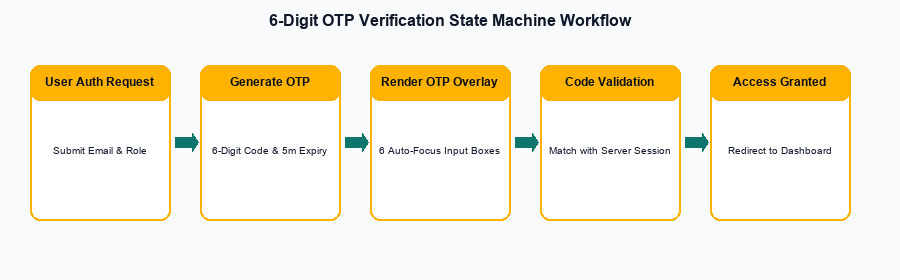 6-Digit OTP Verification State Machine Workflow
User Auth Request
Submit Email & Role
Generate OTP
6-Digit Code & 5m Expiry
Render OTP Overlay
6 Auto-Focus Input Boxes
Code Validation
Match with Server Session
Access Granted
Redirect to Dashboard